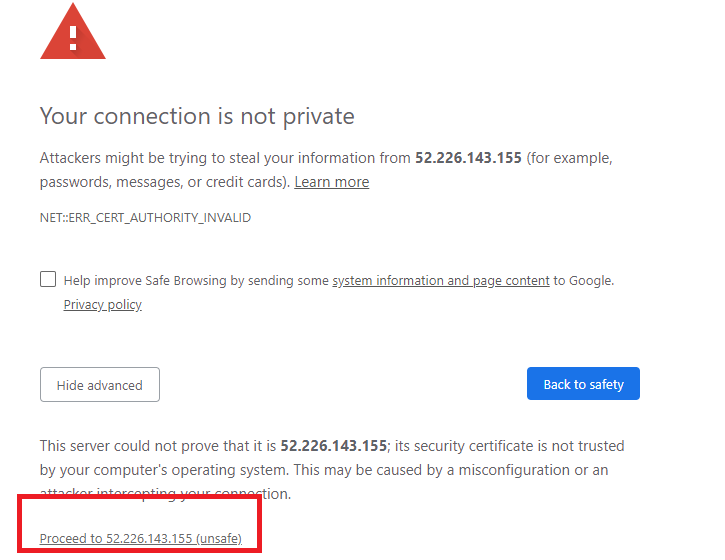 Your connection is not private
Attackers might be trying to steal your information from 52.226.143.155 (for example,
passwords, messages, or credit cards). Learn more
NET::ERR_CERT_AUTHORITY_INVALID
Help improve Safe Browsing by sending some system information and page content to Google.
Privacy policy
Hide advanced
Back to safety
This server could not prove that it is 52.226.143.155; its security certificate is not trusted
by your computer's operating system. This may be caused by a misconfiguration or an
attacker intercepting your connection.
Proceed to 52.226.143.155 (unsafe)